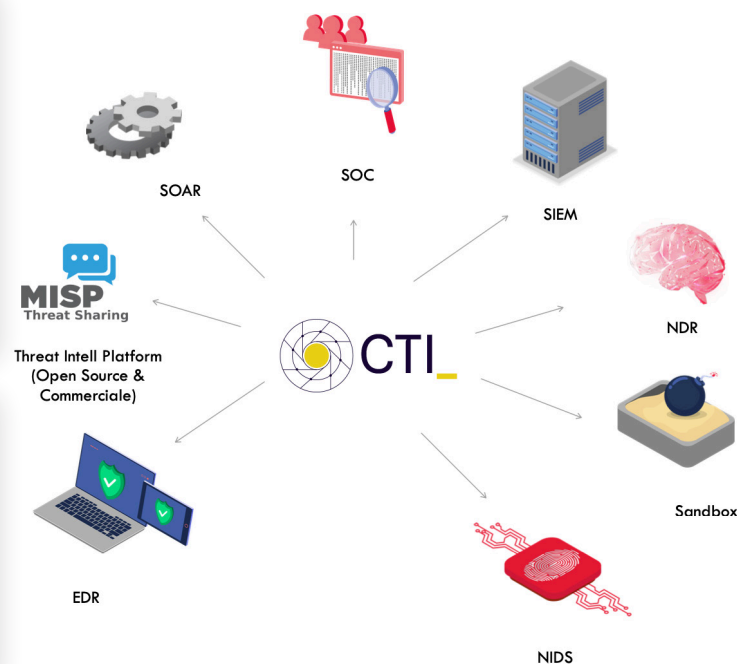 SOC
SOAR
SIEM
MISP
Threat Sharing
NDR
CTI_
Threat Intell Platform
(Open Source &
Commerciale)
Sandbox
EDR
NIDS